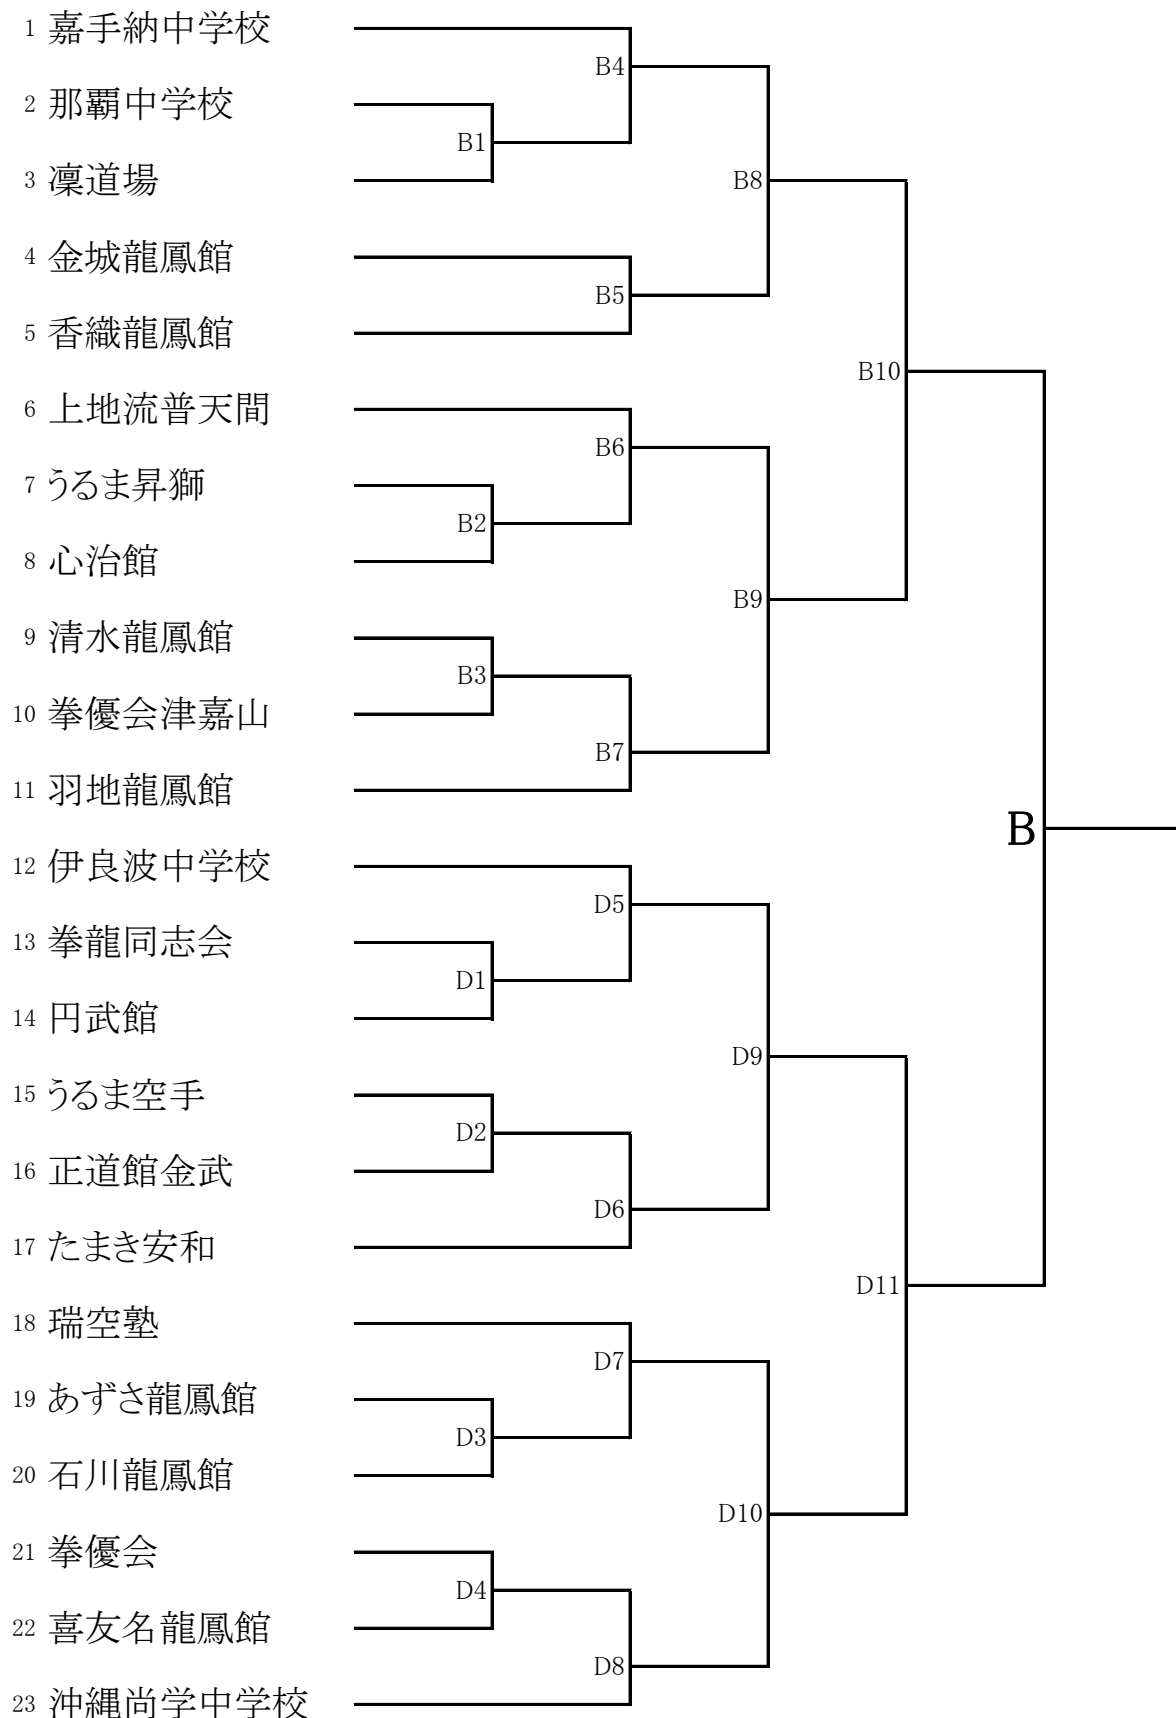 1 嘉手納中学校
B4
2 那覇中学校
B1
3 凜道場
B8
4 金城龍鳳館
B5
5 香織龍鳳館
B10
6 上地流普天間
B6
7 うるま昇獅
B2
8 心治館
B9
9 清水龍鳳館
B3
10 拳優会津嘉山
B7
11 羽地龍鳳館
B
12 伊良波中学校
D5
13 拳龍同志会
D1
14 円武館
D9
15 うるま空手
D2
16 正道館金武
D6
17 たまき安和
D11
18 瑞空塾
D7
19 あずさ龍鳳館
D3
20 石川龍鳳館
D10
21 拳優会
D4
22 喜友名龍鳳館
D8
23 沖縄尚学中学校